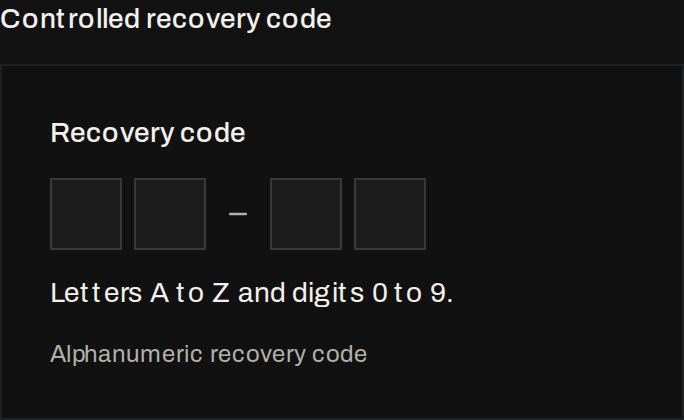 Controlled recovery code
Recovery code
–
Letters A to Z and digits 0 to 9.
Alphanumeric recovery code